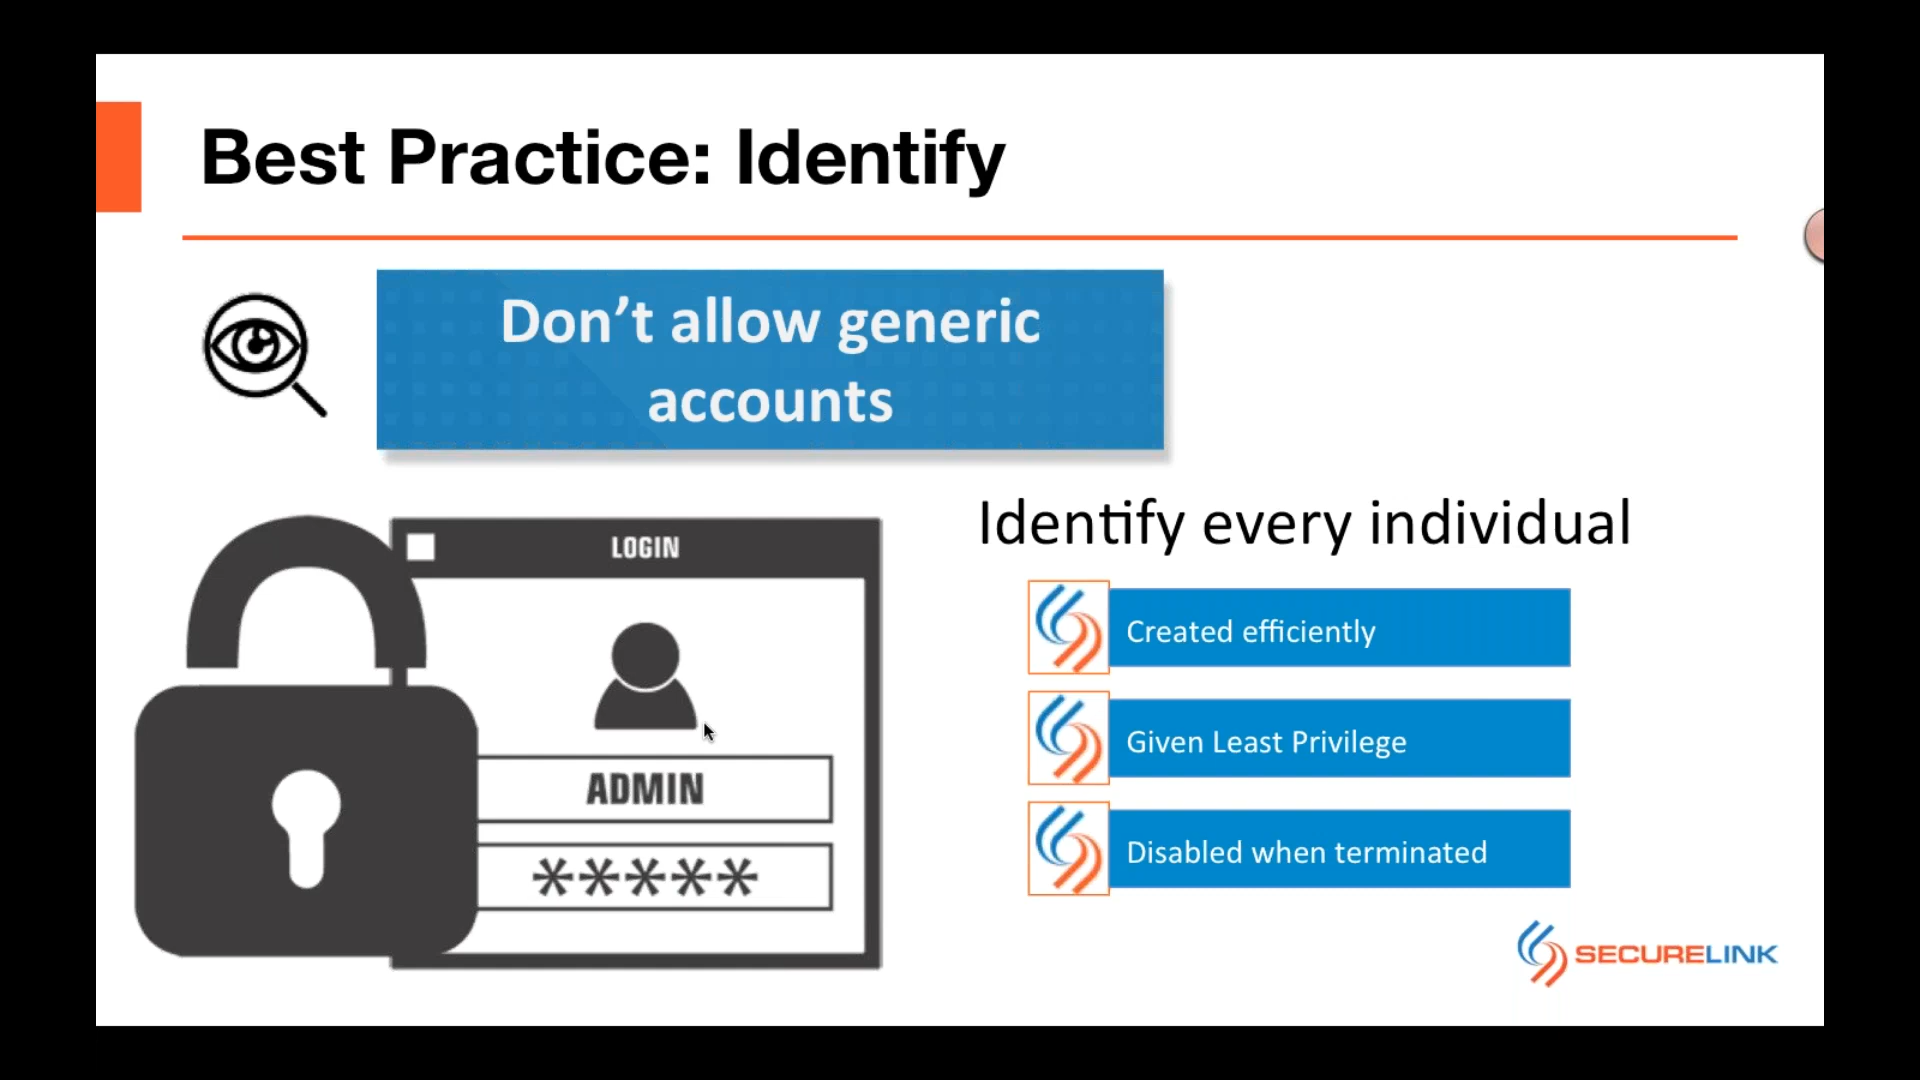 Best Practice: Identify
Don’t allow generic
accounts
LOGIN
ADMIN
*****
Identify every individual
Created efficiently
Given Least Privilege
Disabled when terminated
SECURELINK